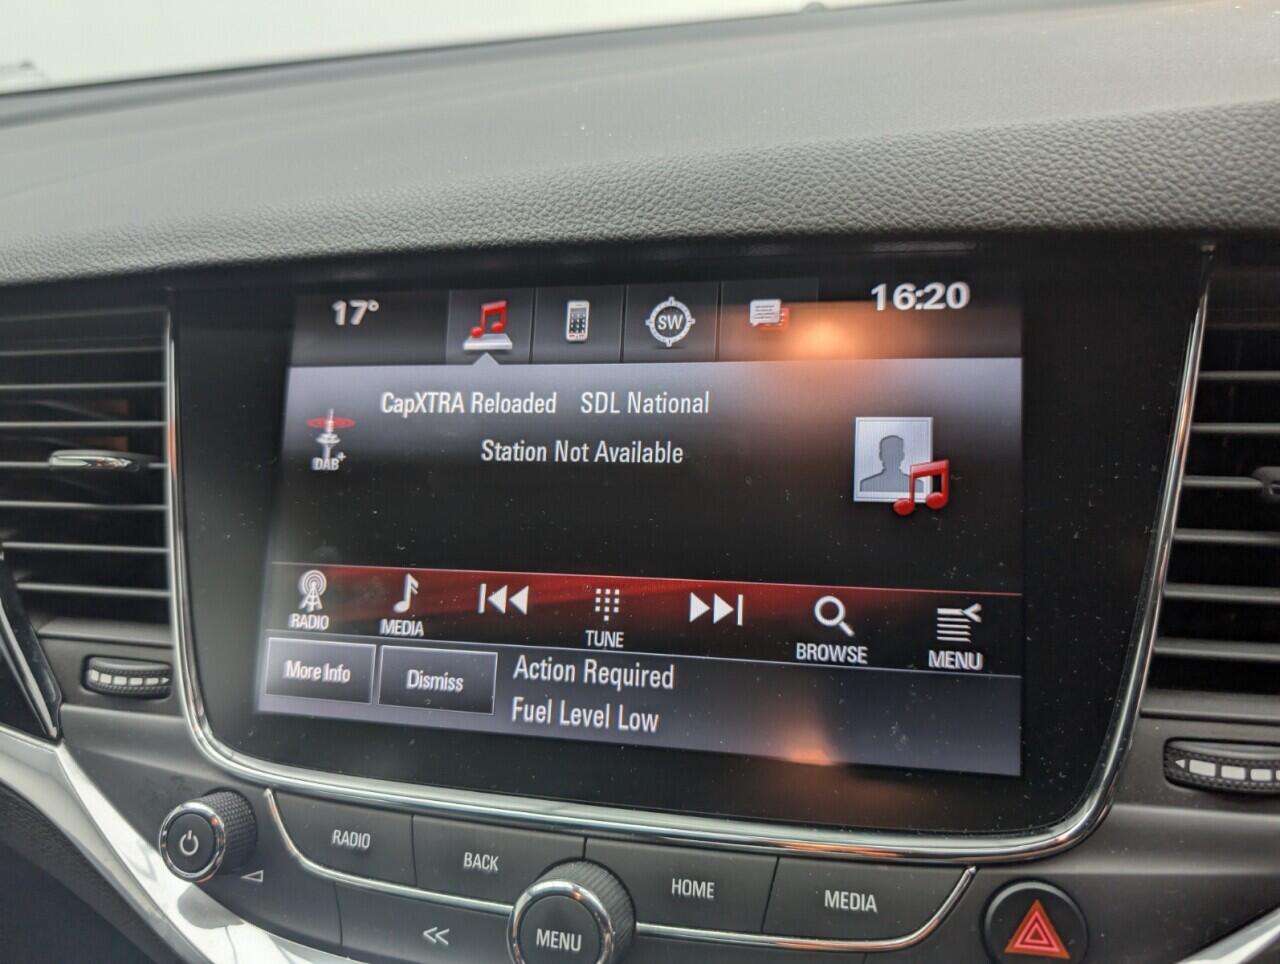 17°
SW
16:20
CapXTRA Reloaded SDL National
Station Not Available
DAB+
RADIO
MEDIA
TUNE
BROWSE
MENU
More Info
Dismiss
Action Required
Fuel Level Low
RADIO
BACK
HOME
MEDIA
<<
MENU